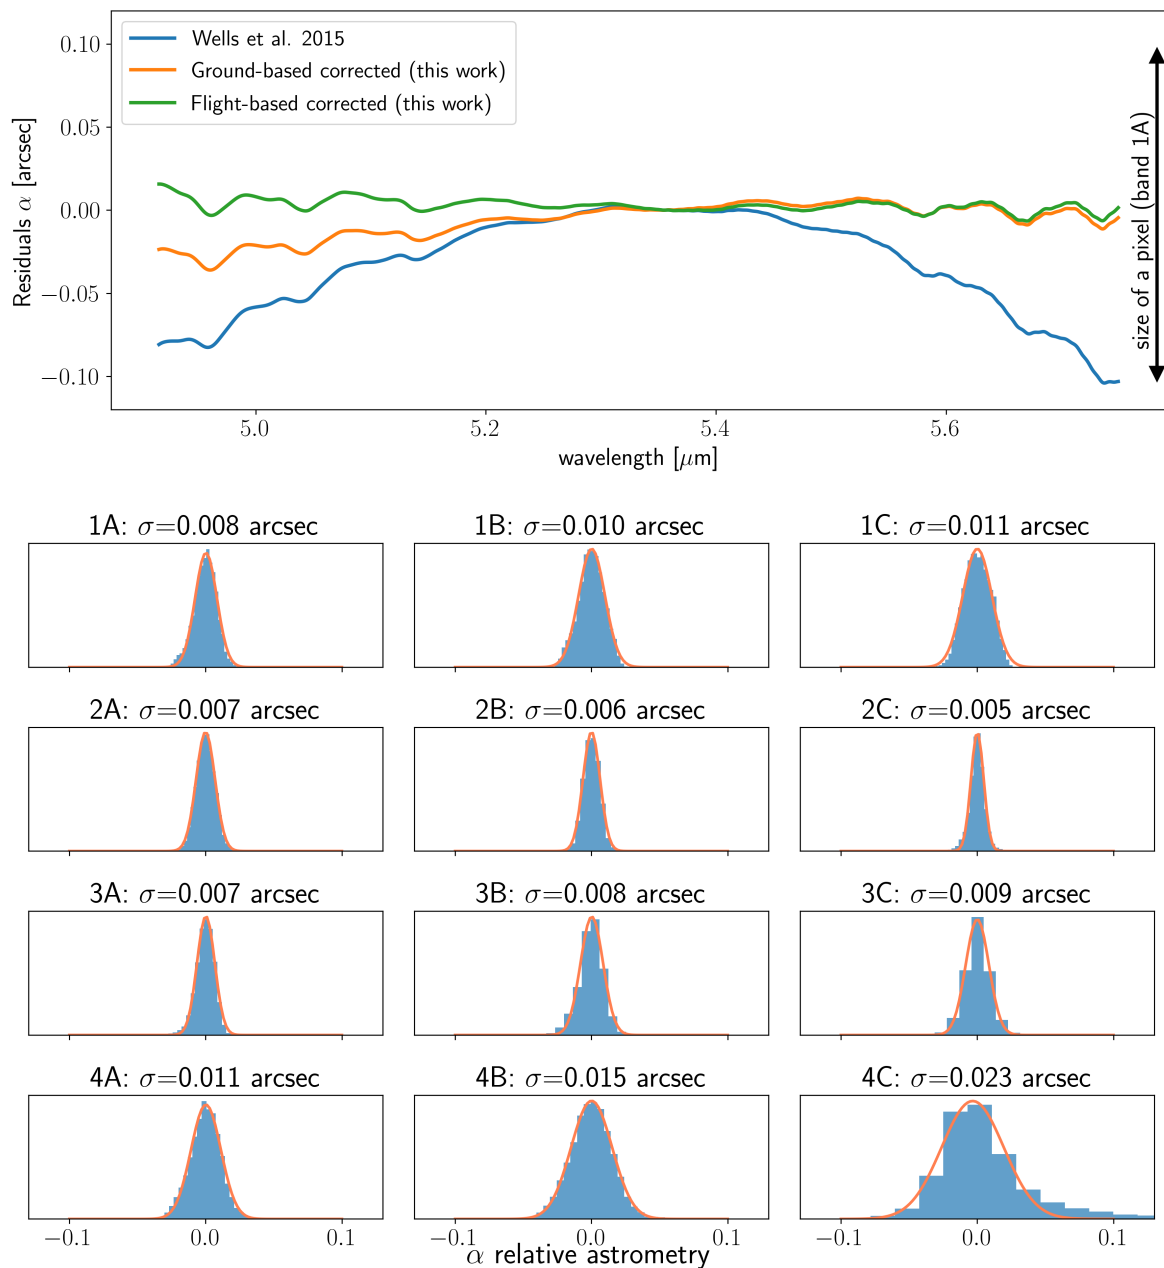 Wells et al. 2015
Ground-based corrected (this work)
Flight-based corrected (this work)
0.10
0.05
0.00
−0.05
−0.10
Residuals α [arcsec]
size of a pixel (band 1A)
5.0 5.2 5.4 5.6
wavelength [μm]
1A: σ=0.008 arcsec 1B: σ=0.010 arcsec 1C: σ=0.011 arcsec
2A: σ=0.007 arcsec 2B: σ=0.006 arcsec 2C: σ=0.005 arcsec
3A: σ=0.007 arcsec 3B: σ=0.008 arcsec 3C: σ=0.009 arcsec
4A: σ=0.011 arcsec 4B: σ=0.015 arcsec 4C: σ=0.023 arcsec
−0.1 0.0 0.1 −0.1 0.0 0.1 −0.1 0.0 0.1
α relative astrometry